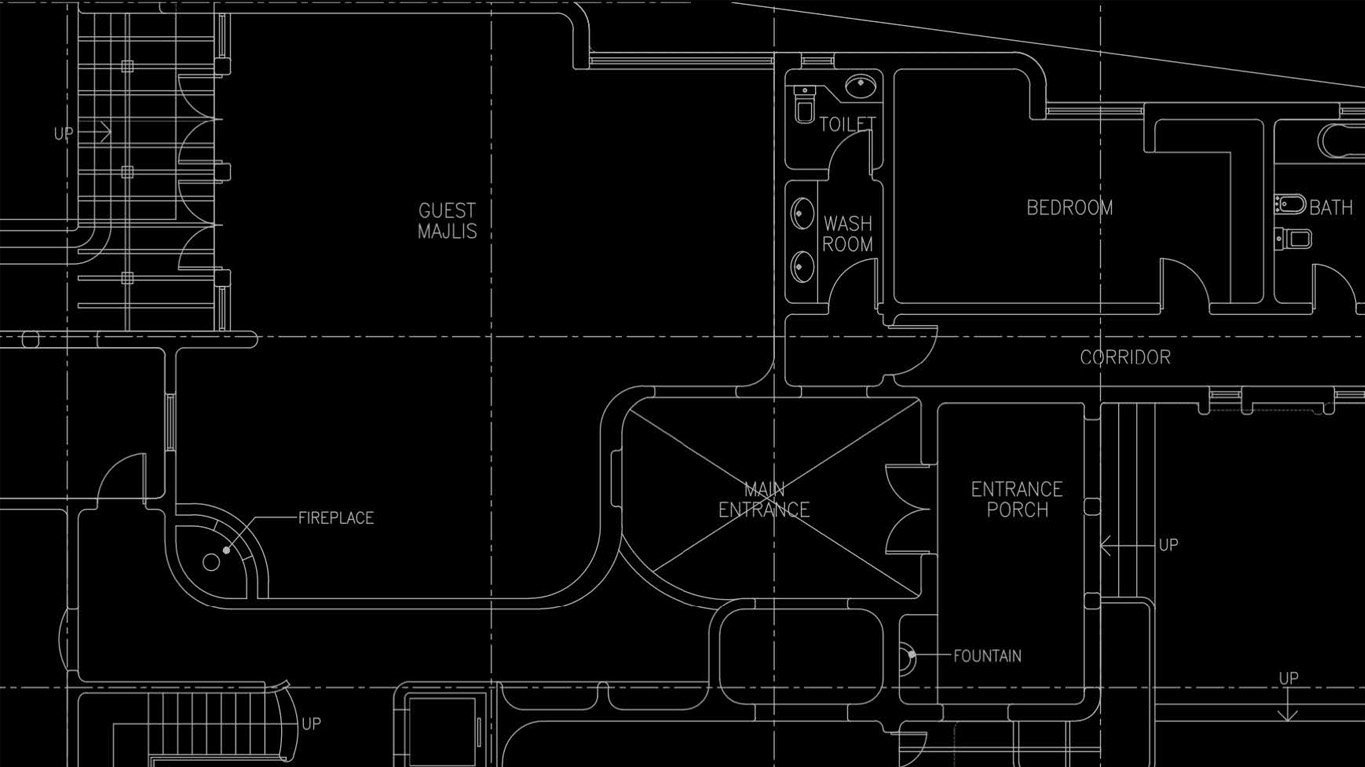 UP
TOILET
GUEST
MAJLIS
WASH
ROOM
BEDROOM
BATH
CORRIDOR
MAIN
ENTRANCE
ENTRANCE
PORCH
FIREPLACE
UP
FOUNTAIN
UP
UP